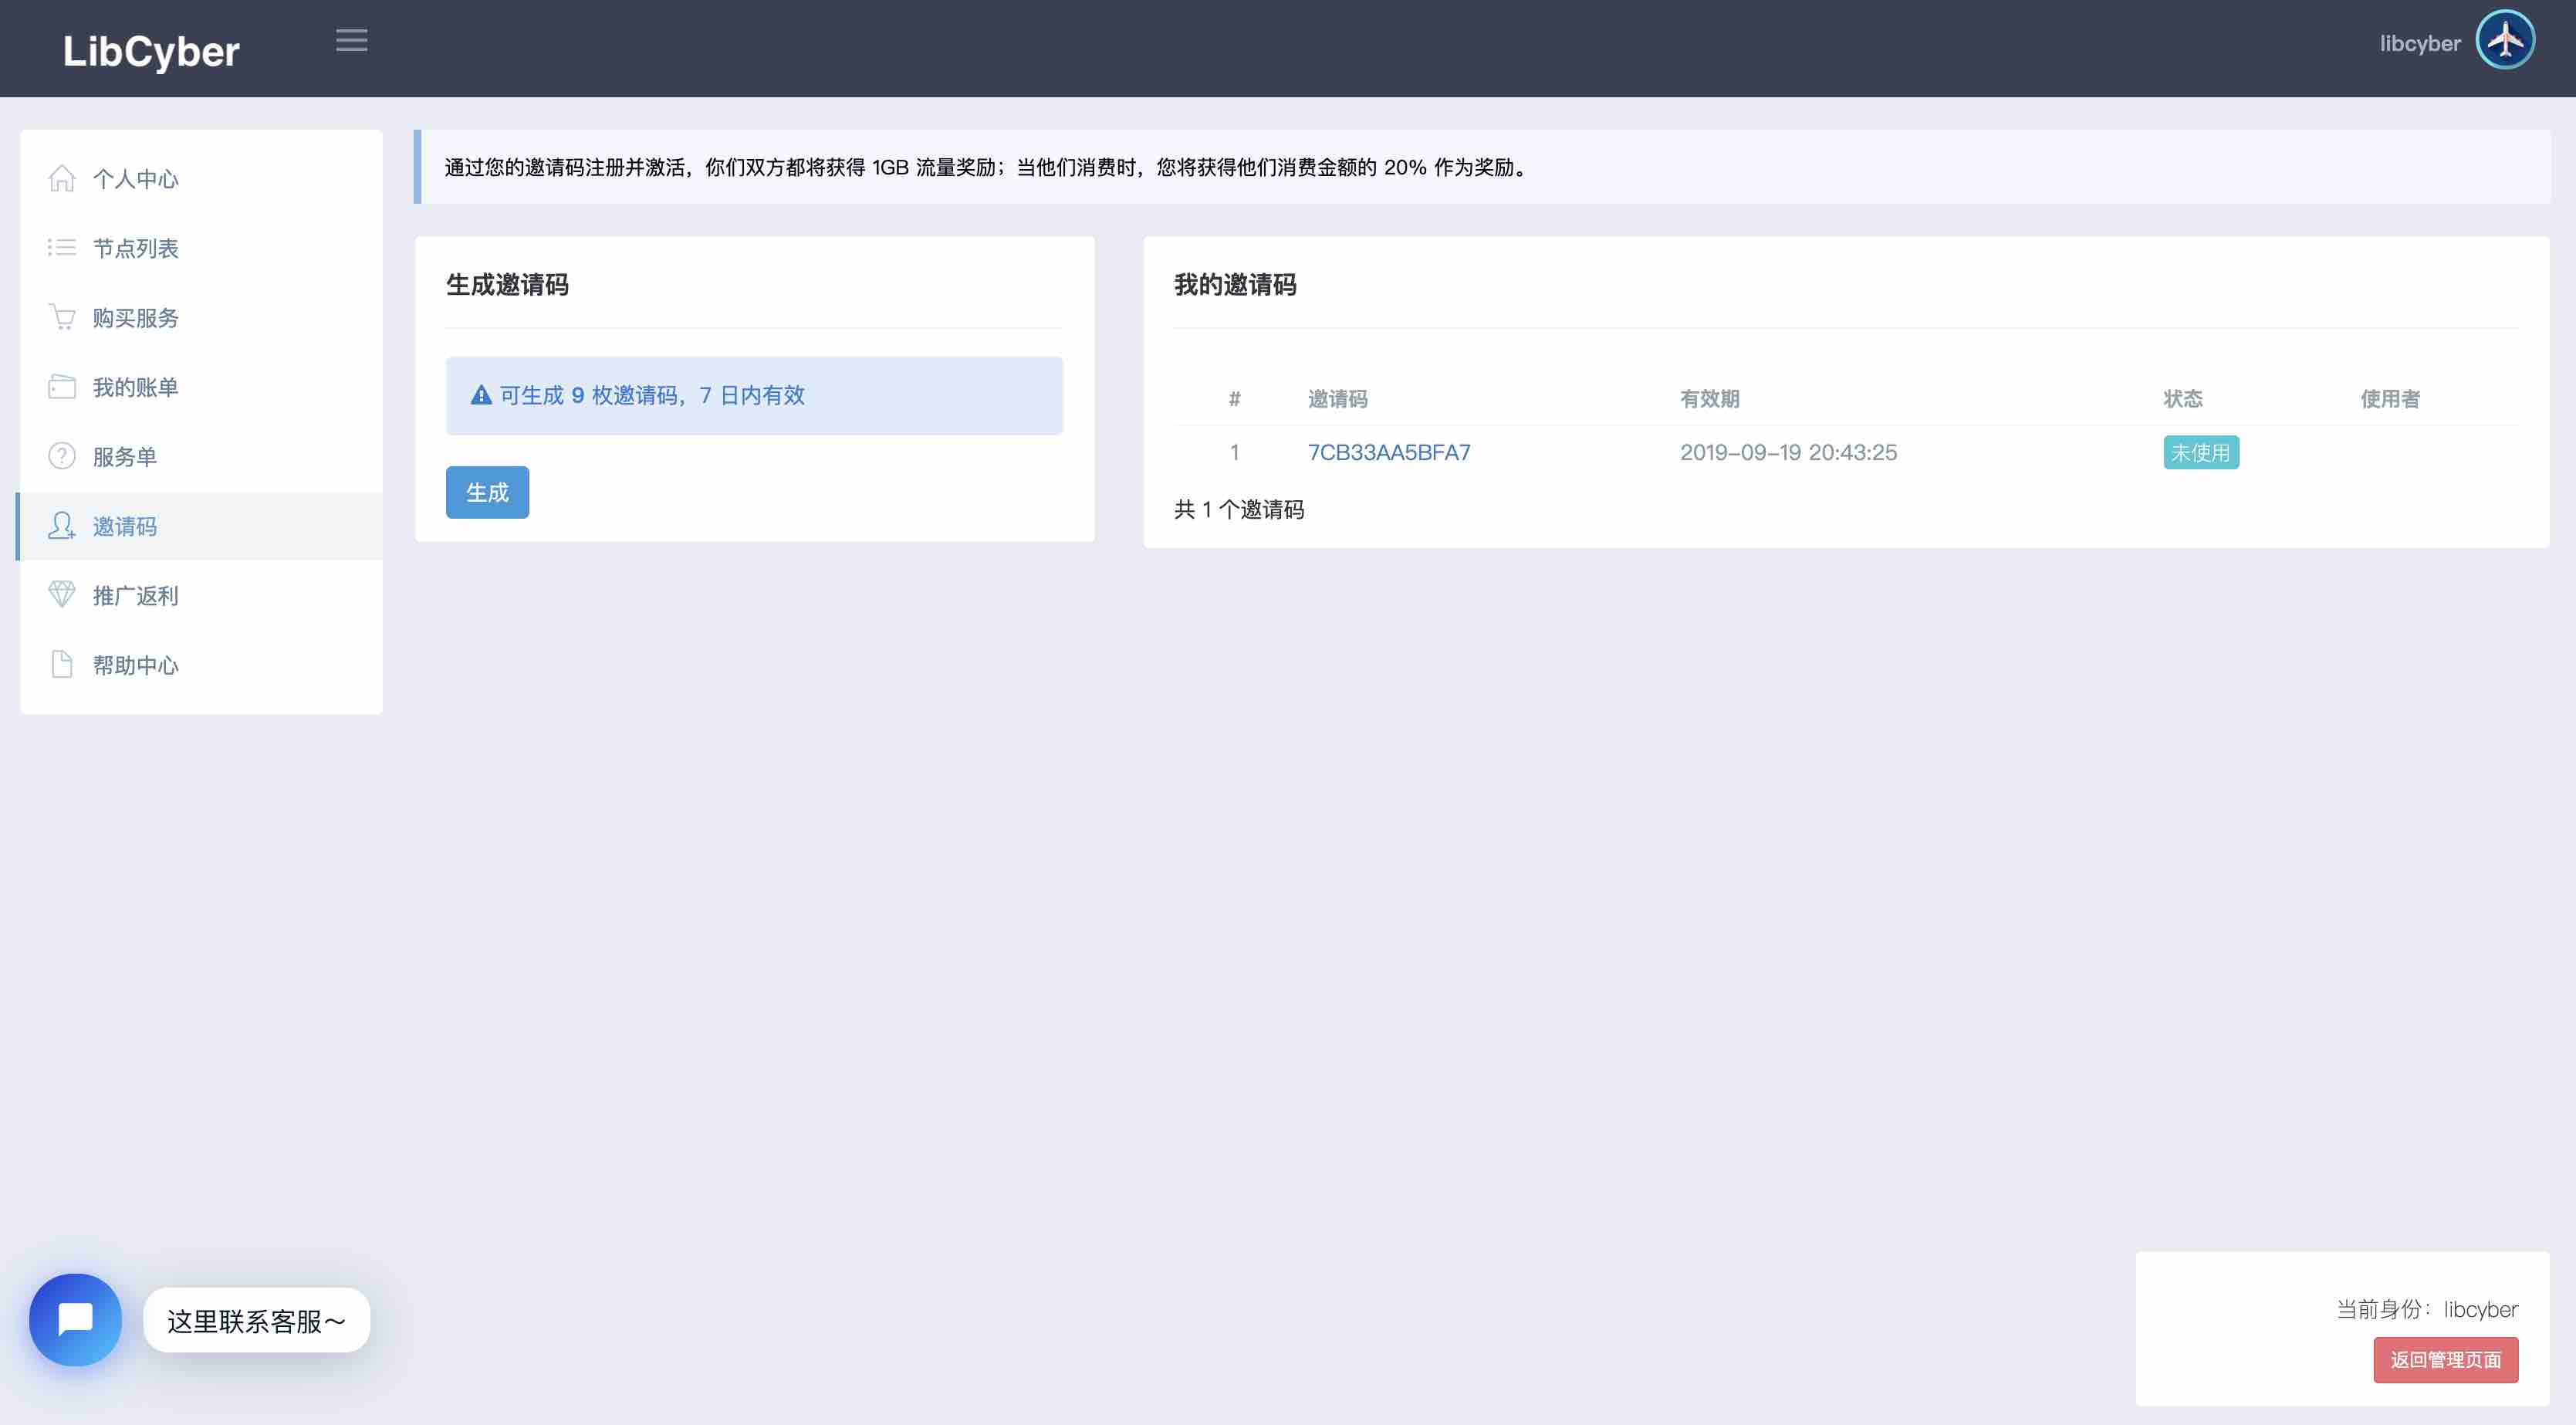 LibCyber
libcyber
个人中心
节点列表
购买服务
我的账单
服务单
邀请码
推广返利
帮助中心
通过您的邀请码注册并激活，你们双方都将获得 1GB 流量奖励；当他们消费时，您将获得他们消费金额的 20% 作为奖励。
生成邀请码
可生成 9 枚邀请码，7 日内有效
生成
我的邀请码
# 邀请码 有效期 状态 使用者
1 7CB33AA5BFA7 2019-09-19 20:43:25 未使用
共 1 个邀请码
这里联系客服～
当前身份：libcyber
返回管理页面